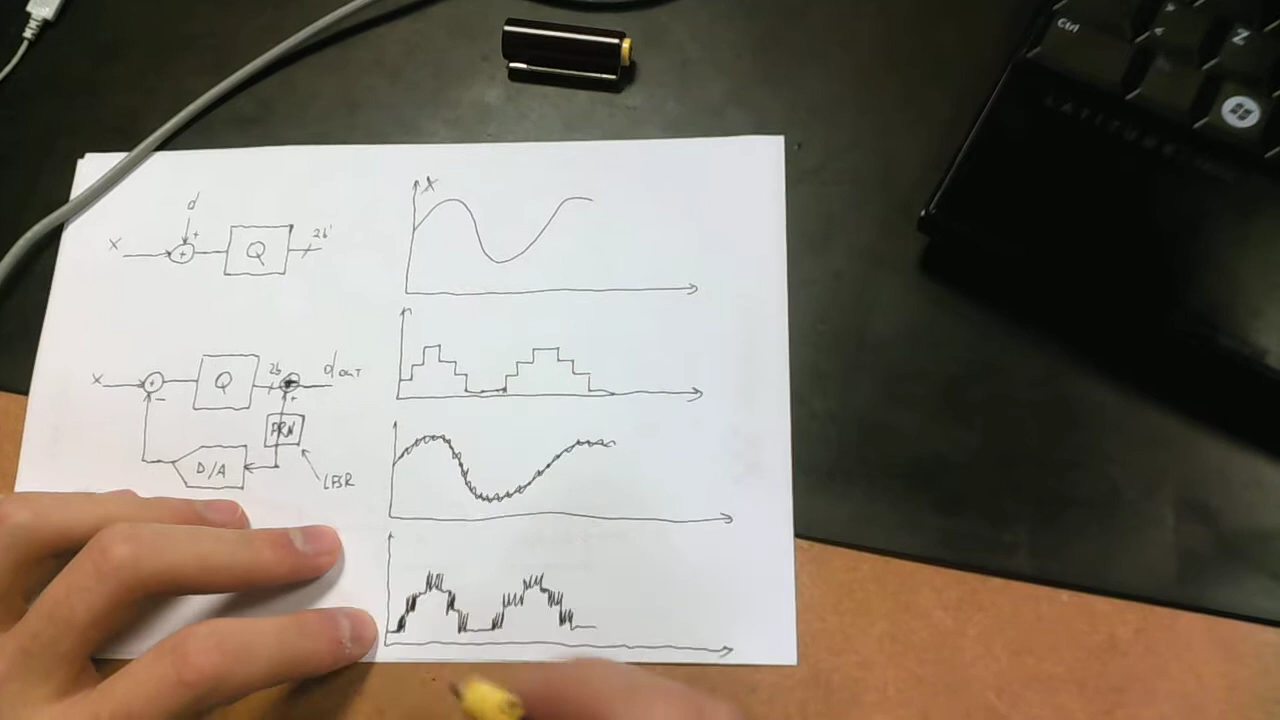 d
x
+
+
Q
2b
x
x
+
-
Q
2b
+
dout
PRN
D/A
LFSR
Ctrl
Z
LATITUDE